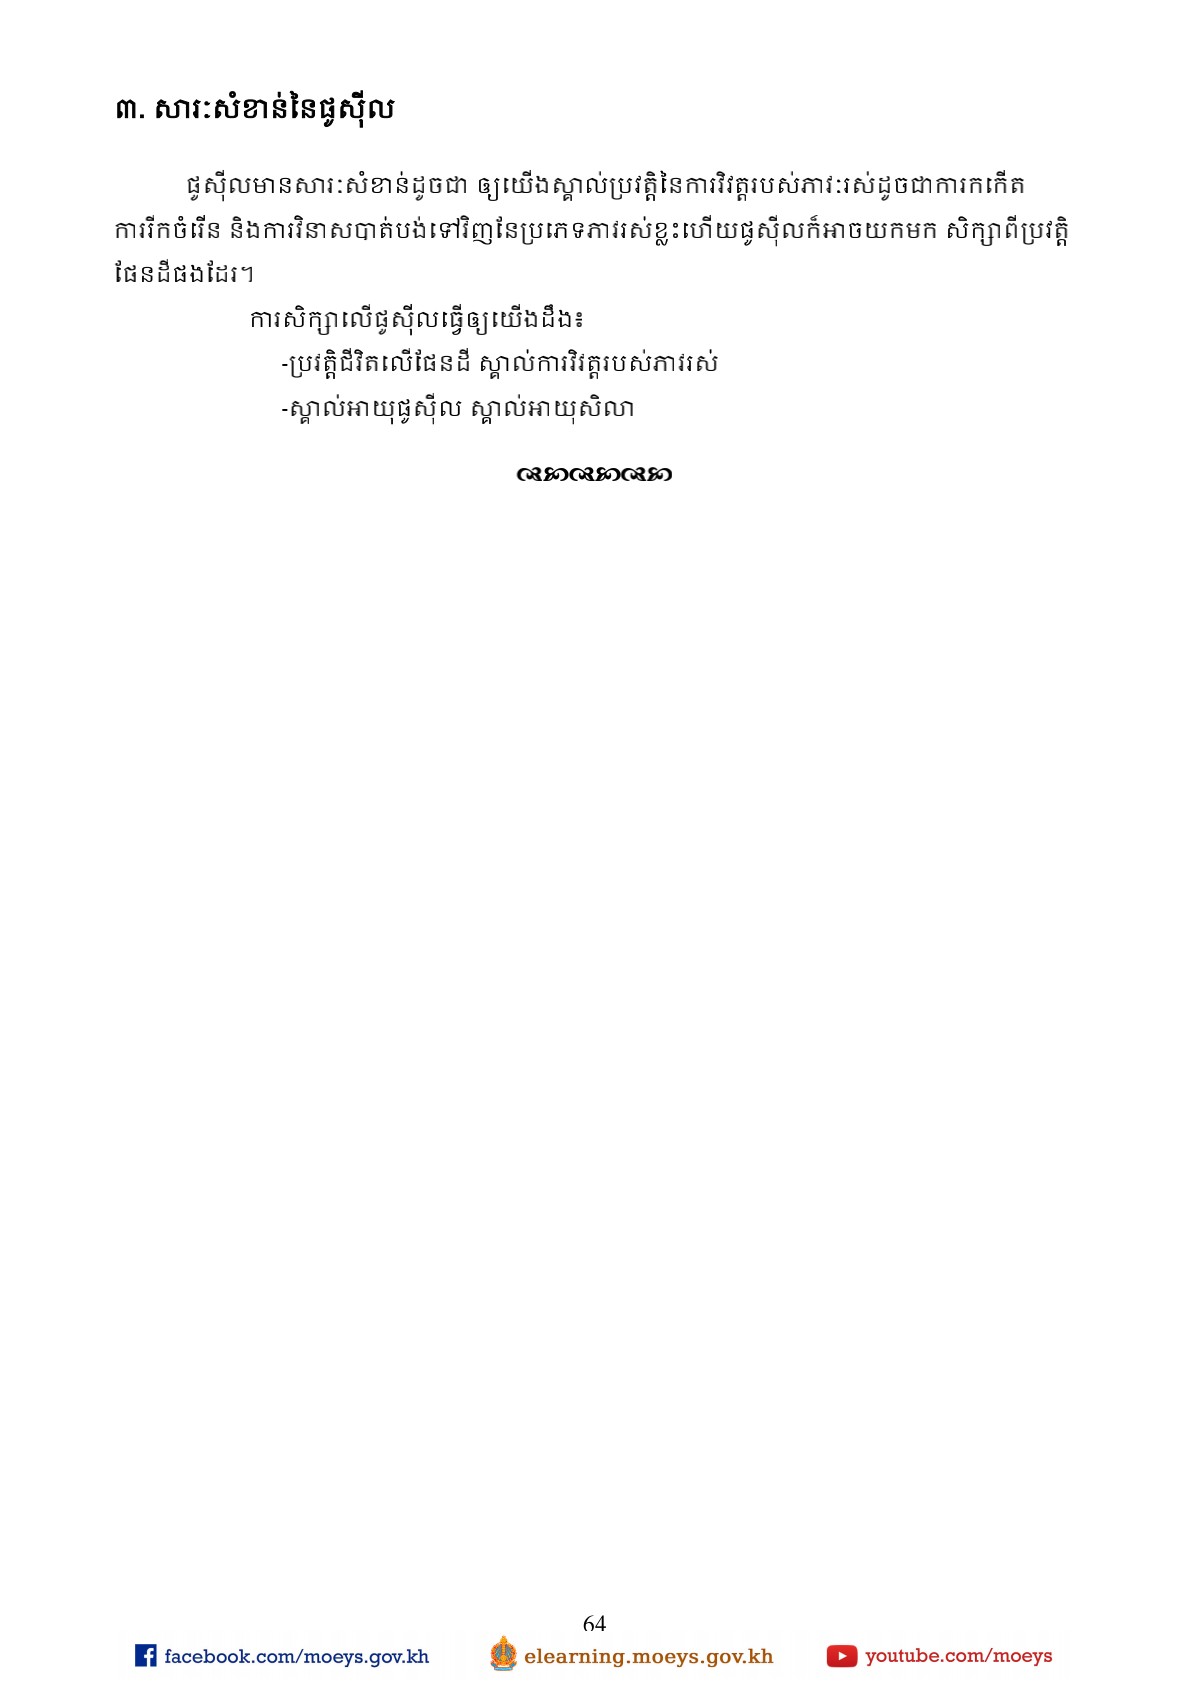 ៣. សារៈសំខាន់នៃផូស៊ីល
ផូស៊ីលមានសារៈសំខាន់ដូចជា ឲ្យយើងស្គាល់ប្រវត្តិនៃការវិវត្តរបស់ភាវៈរស់ដូចជាការកកើត
ការរីកចំរើន និងការវិនាសបាត់បង់ទៅវិញនៃប្រភេទភាវរស់ខ្លះហើយផូស៊ីលក៏អាចយកមក សិក្សាពីប្រវត្តិ
ផែនដីផងដែរ។
ការសិក្សាលើផូស៊ីលធ្វើឲ្យយើងដឹង៖
-ប្រវត្តិជីវិតលើផែនដី ស្គាល់ការវិវត្តរបស់ភាវរស់
-ស្គាល់អាយុផូស៊ីល ស្គាល់អាយុសិលា
64
facebook.com/moeys.gov.kh elearning.moeys.gov.kh youtube.com/moeys